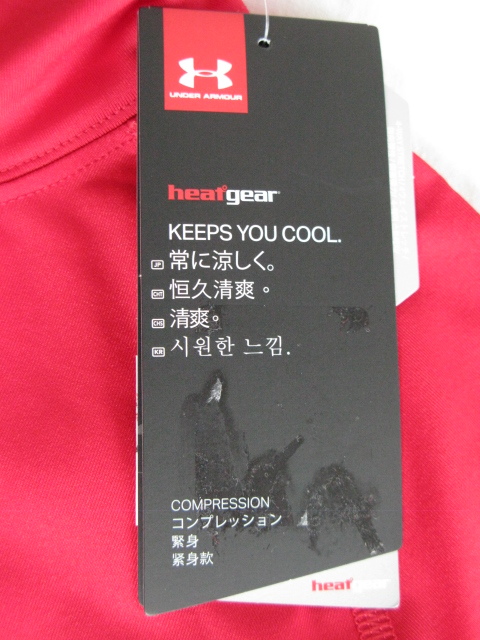 UNDER ARMOUR
heatgear
KEEPS YOU COOL.
JP 常に涼しく。
CHT 恒久清爽。
CHS 清爽。
KR 시원한 느낌.
COMPRESSION
コンプレッション
緊身
紧身款
heatgear